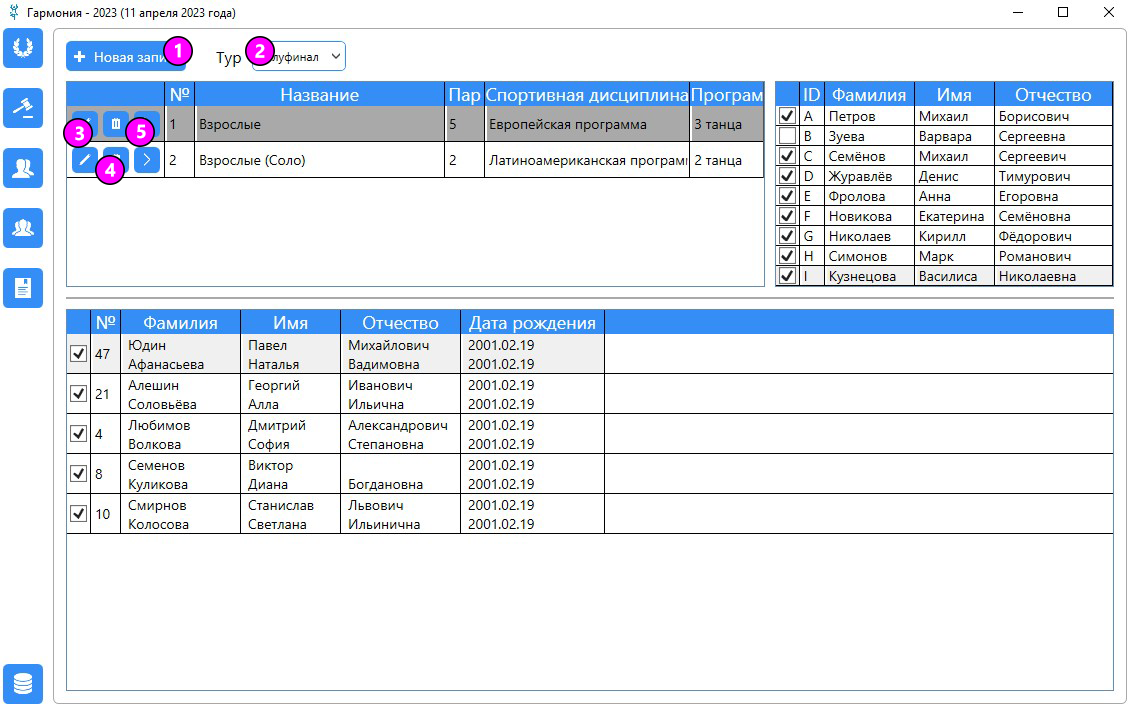 Гармония - 2023 (11 апреля 2023 года)
Новая запи 1 Тур 2 луфинал
№ Название Пар Спортивная дисциплина Програм
3 5 1 Взрослые 5 Европейская программа 3 танца
4 2 Взрослые (Соло) 2 Латиноамериканская програм 2 танца
ID Фамилия Имя Отчество
A Петров Михаил Борисович
B Зуева Варвара Сергеевна
C Семёнов Михаил Сергеевич
D Журавлёв Денис Тимурович
E Фролова Анна Егоровна
F Новикова Екатерина Семёновна
G Николаев Кирилл Фёдорович
H Симонов Марк Романович
I Кузнецова Василиса Николаевна
№ Фамилия Имя Отчество Дата рождения
47 Юдин Павел Михайлович 2001.02.19
Афанасьева Наталья Вадимовна 2001.02.19
21 Алешин Георгий Иванович 2001.02.19
Соловьёва Алла Ильична 2001.02.19
4 Любимов Дмитрий Александрович 2001.02.19
Волкова София Степановна 2001.02.19
8 Семенов Виктор 2001.02.19
Куликова Диана Богдановна 2001.02.19
10 Смирнов Станислав Львович 2001.02.19
Колосова Светлана Ильинична 2001.02.19